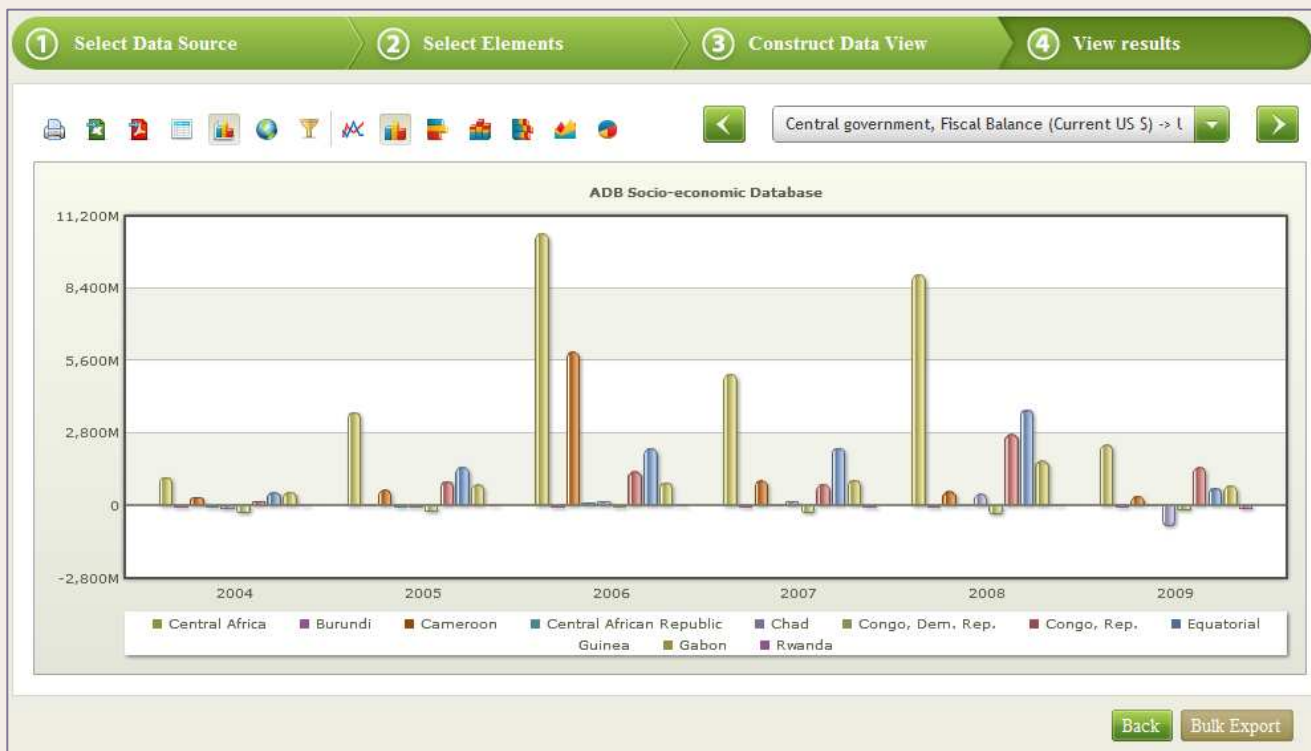 1 Select Data Source 2 Select Elements 3 Construct Data View 4 View results
Central government, Fiscal Balance (Current US $) -> U
ADB Socio-economic Database
11,200M
8,400M
5,600M
2,800M
0
-2,800M
2004 2005 2006 2007 2008 2009
Central Africa Burundi Cameroon Central African Republic Chad Congo, Dem. Rep. Congo, Rep. Equatorial
Guinea Gabon Rwanda
Back Bulk Export